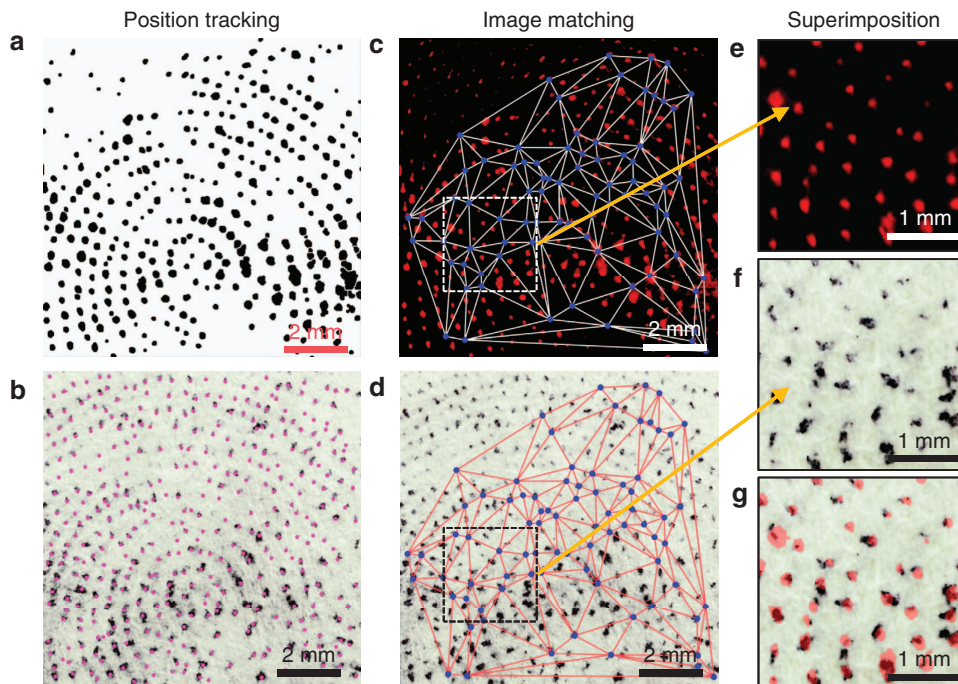 Position tracking
Image matching
Superimposition
a
c
e
2 mm
2 mm
1 mm
f
1 mm
b
d
2 mm
2 mm
g
1 mm